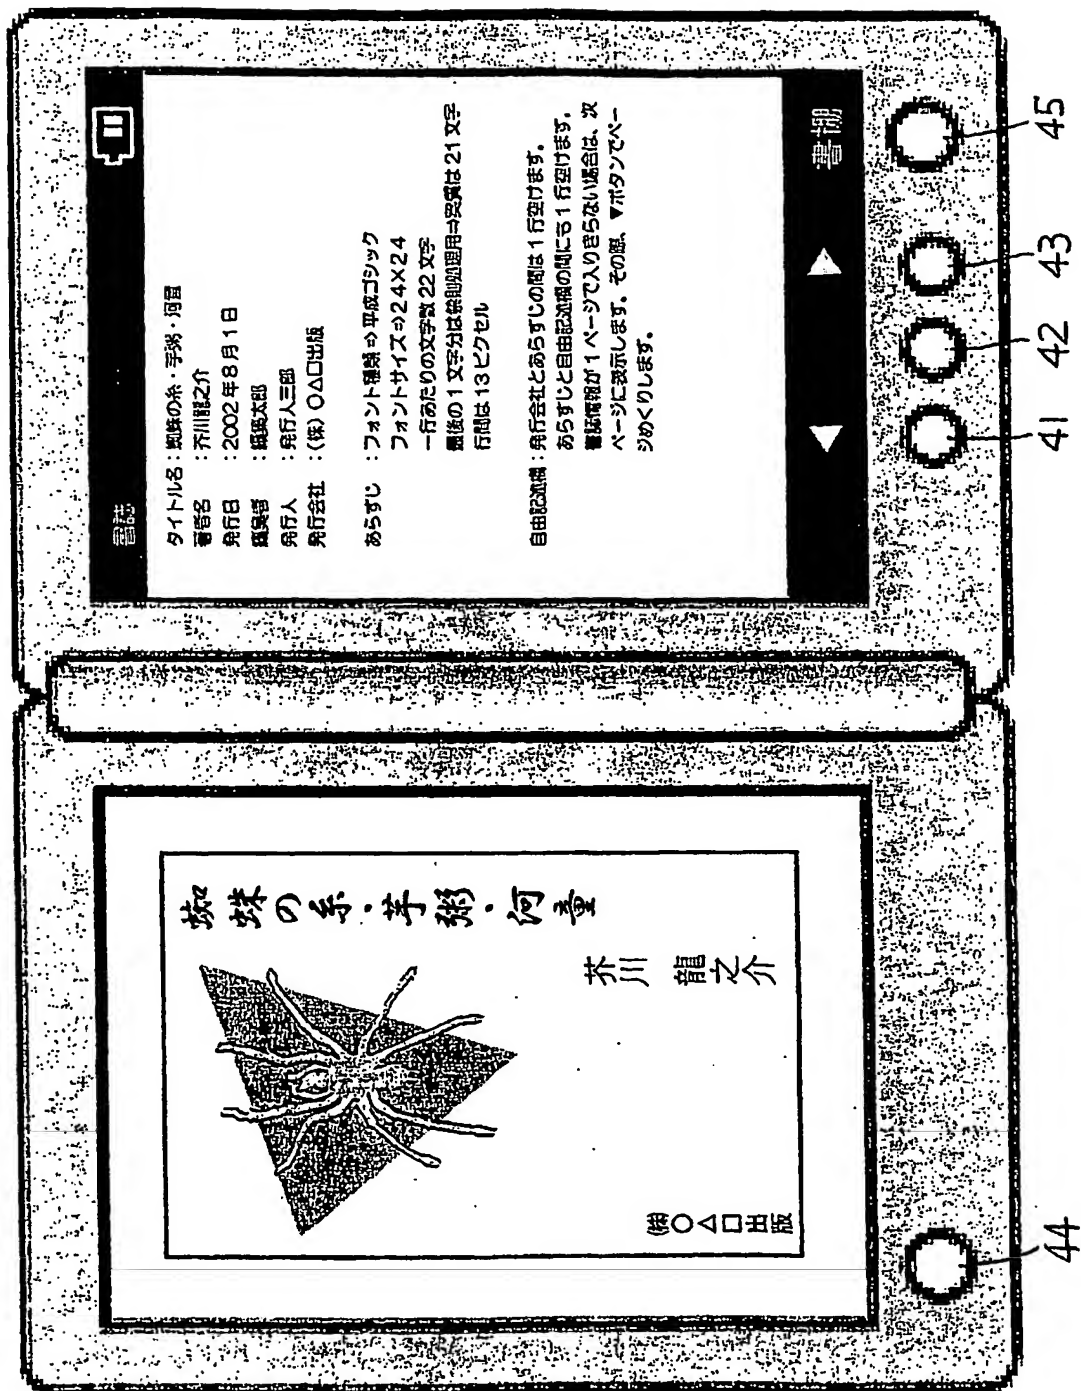 蜘蛛の糸・芋粥・河童
芥川 龍之介
(株)○△□出版
書誌
タイトル名：蜘蛛の糸・芋粥・河童
著者名：芥川龍之介
発行日：2002年8月1日
編集者：編集太郎
発行人：発行人三郎
発行会社：(株)○△□出版
あらすじ：フォント種類⇒平成ゴシック
フォントサイズ⇒24×24
一行あたりの文字数22文字
最後の1文字分は禁則処理用⇒実質は21文字
行間は13ピクセル
自由記述欄：発行会社とあらすじの間は1行空けます。
あらすじと自由記述欄の間にも1行空けます。
書誌情報が1ページで入りきらない場合は、次
ページに表示します。その際、▼ボタンでペー
ジめくりします。
◀ ▶ 書棚
44 41 42 43 45